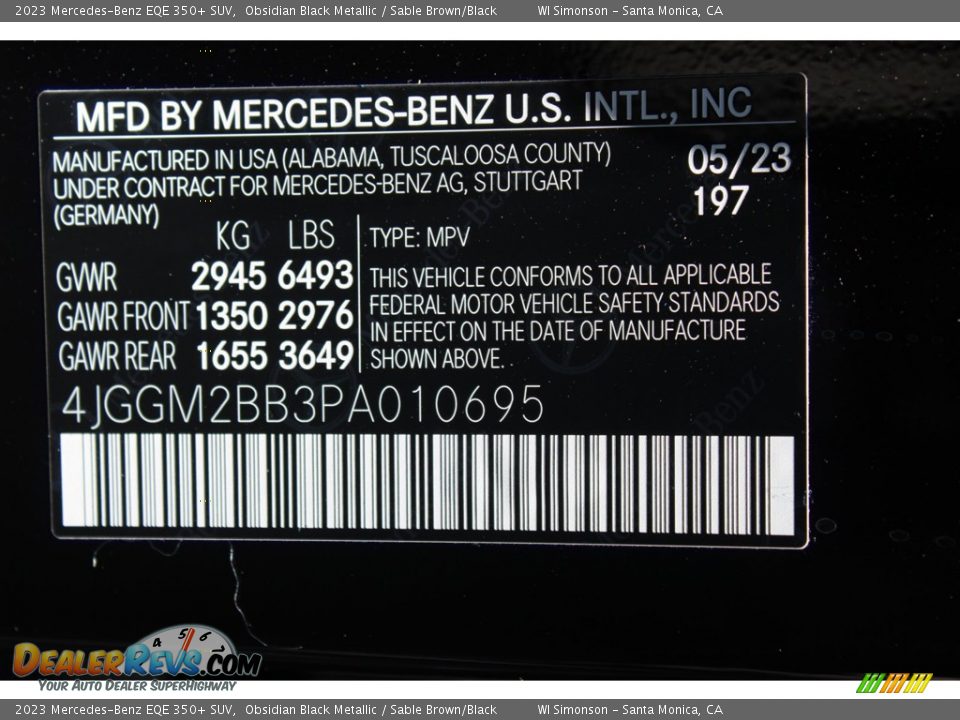 2023 Mercedes-Benz EQE 350+ SUV, Obsidian Black Metallic / Sable Brown/Black WI Simonson - Santa Monica, CA
MFD BY MERCEDES-BENZ U.S. INTL., INC
MANUFACTURED IN USA (ALABAMA, TUSCALOOSA COUNTY) 05/23
UNDER CONTRACT FOR MERCEDES-BENZ AG, STUTTGART 197
(GERMANY)
KG LBS
GVWR 2945 6493
GAWR FRONT 1350 2976
GAWR REAR 1655 3649
TYPE: MPV
THIS VEHICLE CONFORMS TO ALL APPLICABLE
FEDERAL MOTOR VEHICLE SAFETY STANDARDS
IN EFFECT ON THE DATE OF MANUFACTURE
SHOWN ABOVE.
4JGGM2BB3PA010695
4 5 6
DEALERREVS.COM
YOUR AUTO DEALER SUPERHIGHWAY
2023 Mercedes-Benz EQE 350+ SUV, Obsidian Black Metallic / Sable Brown/Black WI Simonson - Santa Monica, CA